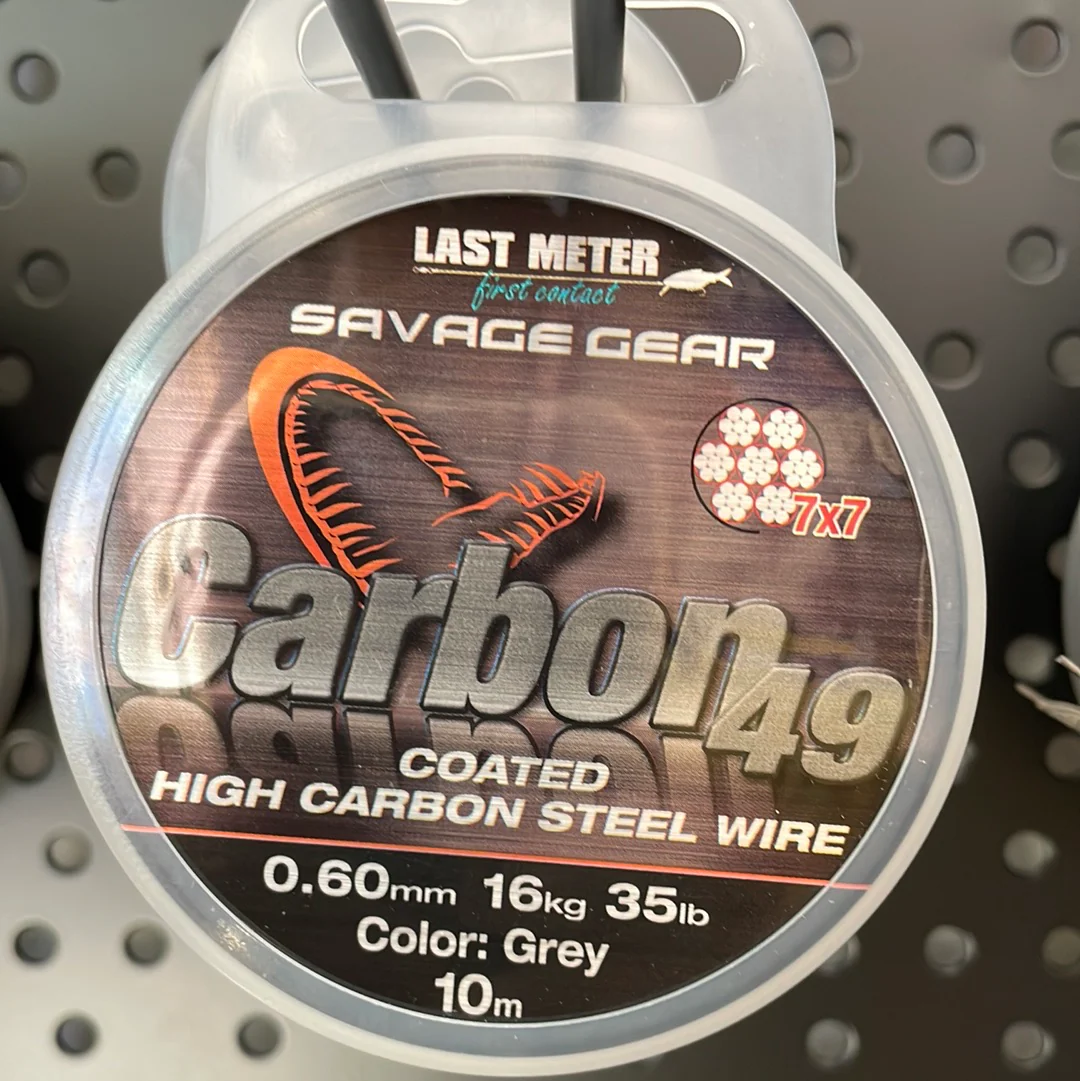 LAST METER
first contact
SAVAGE GEAR
7x7
Carbon49
COATED
HIGH CARBON STEEL WIRE
0.60mm 16kg 35lb
Color: Grey
10m